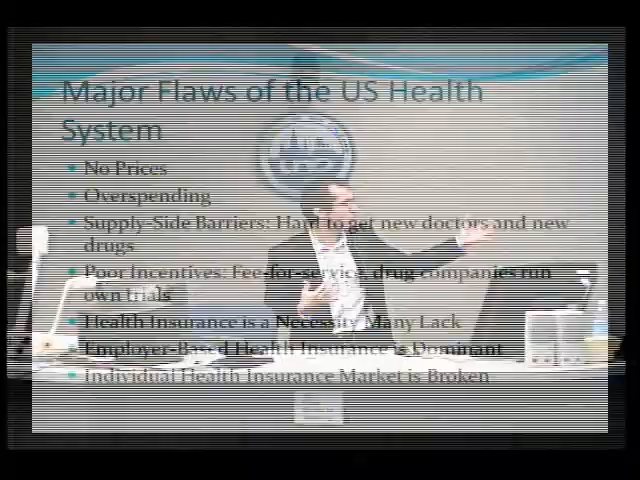 Major Flaws of the US Health
System
No Prices
Overspending
Supply-Side Barriers: Hard to get new doctors and new
drugs
Poor Incentives: Fee-for-service, drug companies run
own trials
Health Insurance is a Necessity Many Lack
Employer-Based Health Insurance is Dominant
Individual Health Insurance Market is Broken